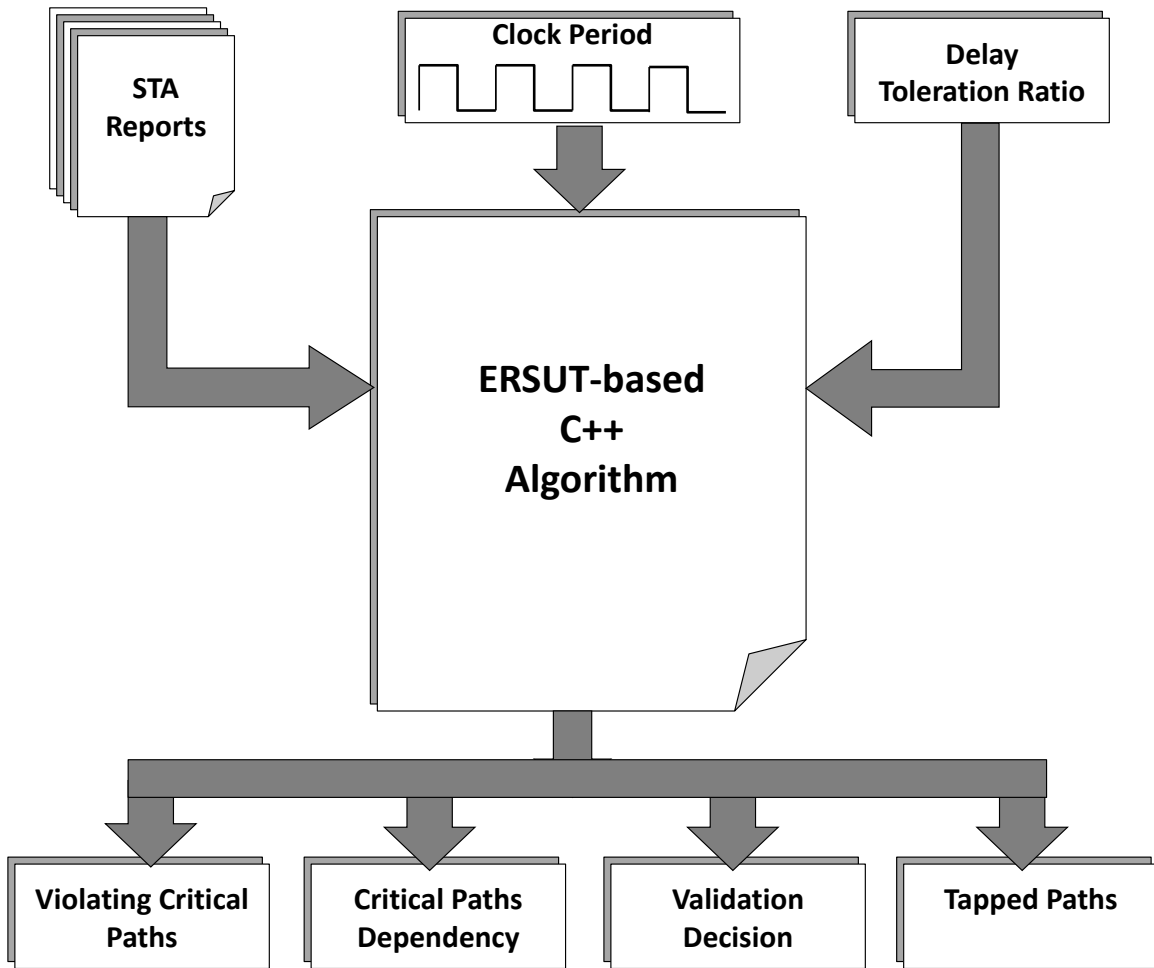 STA
Reports
Clock Period
Delay
Toleration Ratio
ERSUT-based
C++
Algorithm
Violating Critical
Paths
Critical Paths
Dependency
Validation
Decision
Tapped Paths